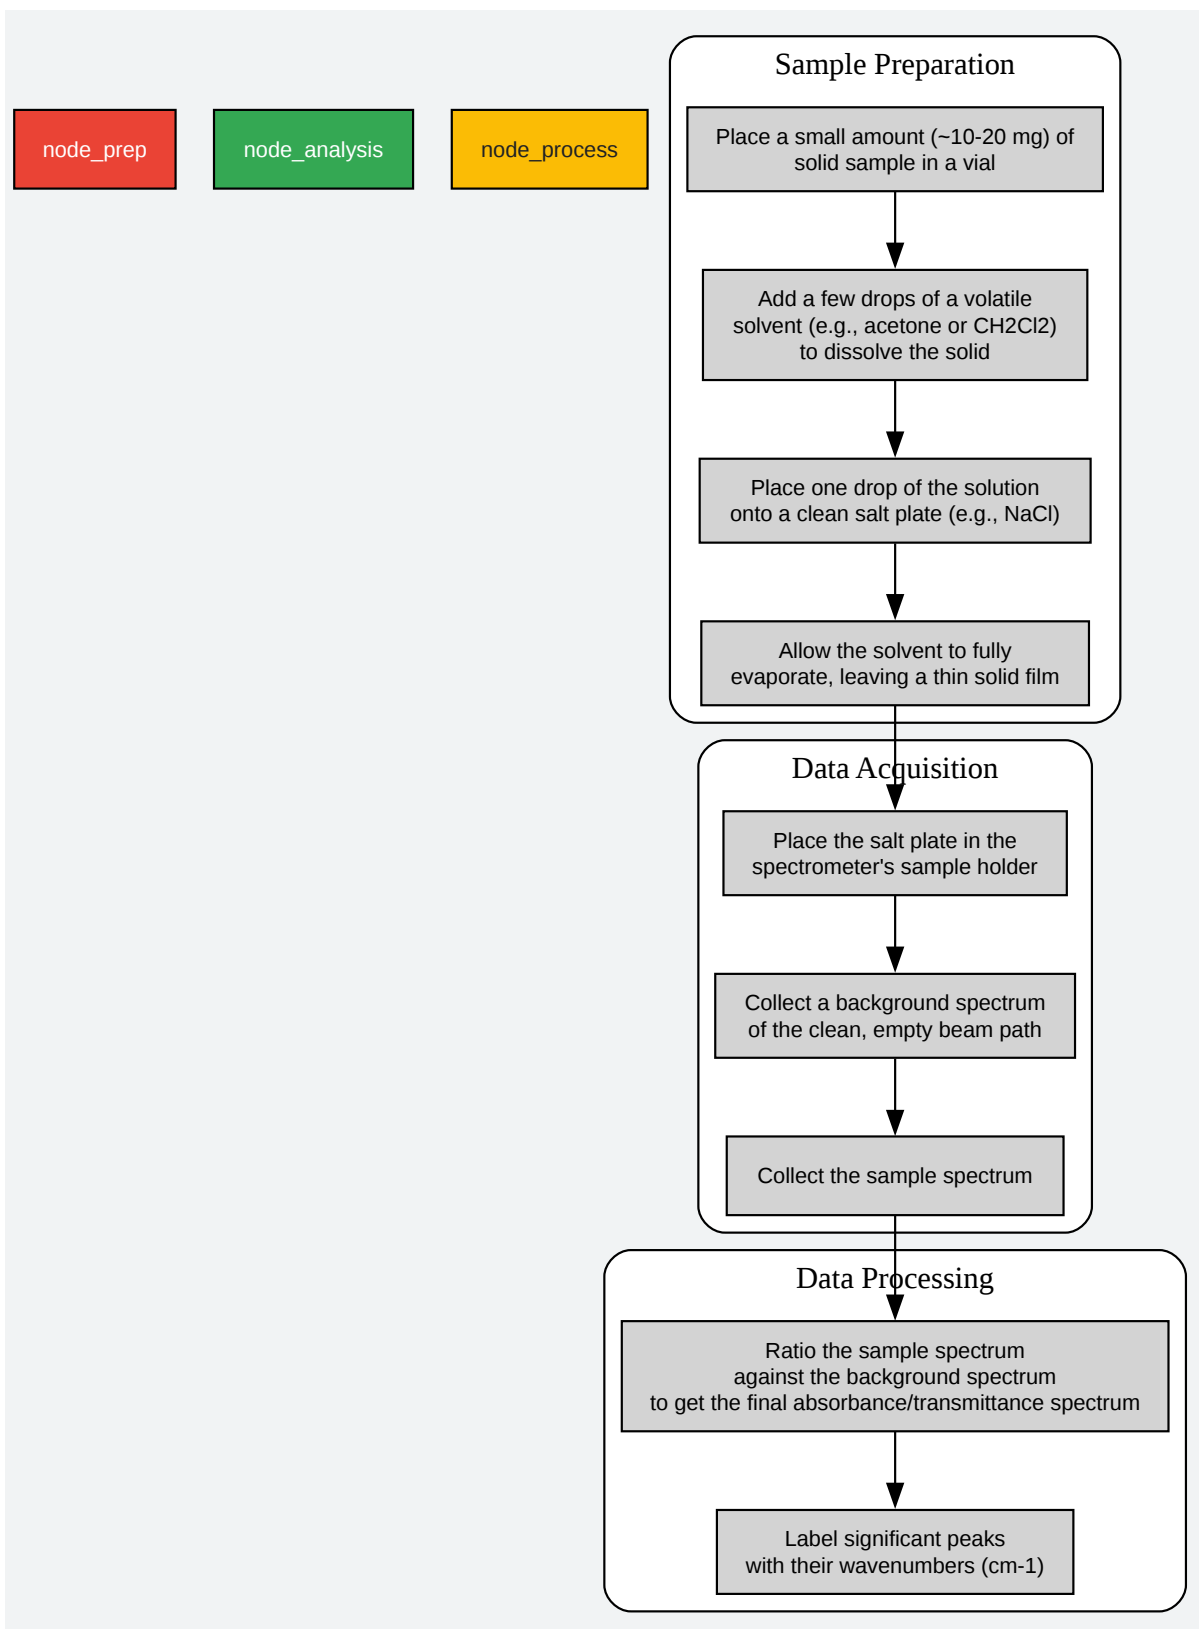 Sample Preparation
node_prep
node_analysis
node_process
Place a small amount (~10-20 mg) of
solid sample in a vial
Add a few drops of a volatile
solvent (e.g., acetone or CH2Cl2)
to dissolve the solid
Place one drop of the solution
onto a clean salt plate (e.g., NaCl)
Allow the solvent to fully
evaporate, leaving a thin solid film
Data Acquisition
Place the salt plate in the
spectrometer's sample holder
Collect a background spectrum
of the clean, empty beam path
Collect the sample spectrum
Data Processing
Ratio the sample spectrum
against the background spectrum
to get the final absorbance/transmittance spectrum
Label significant peaks
with their wavenumbers (cm-1)